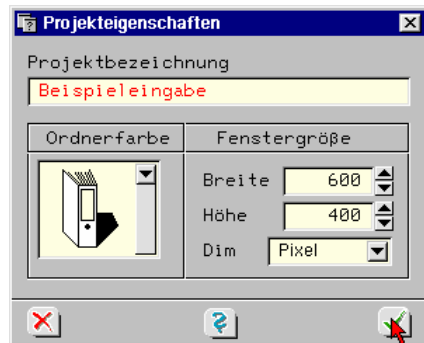 Projekteigenschaften
Projektbezeichnung
Beispieleingabe
Ordnerfarbe
Fenstergröße
Breite 600
Höhe 400
Dim Pixel